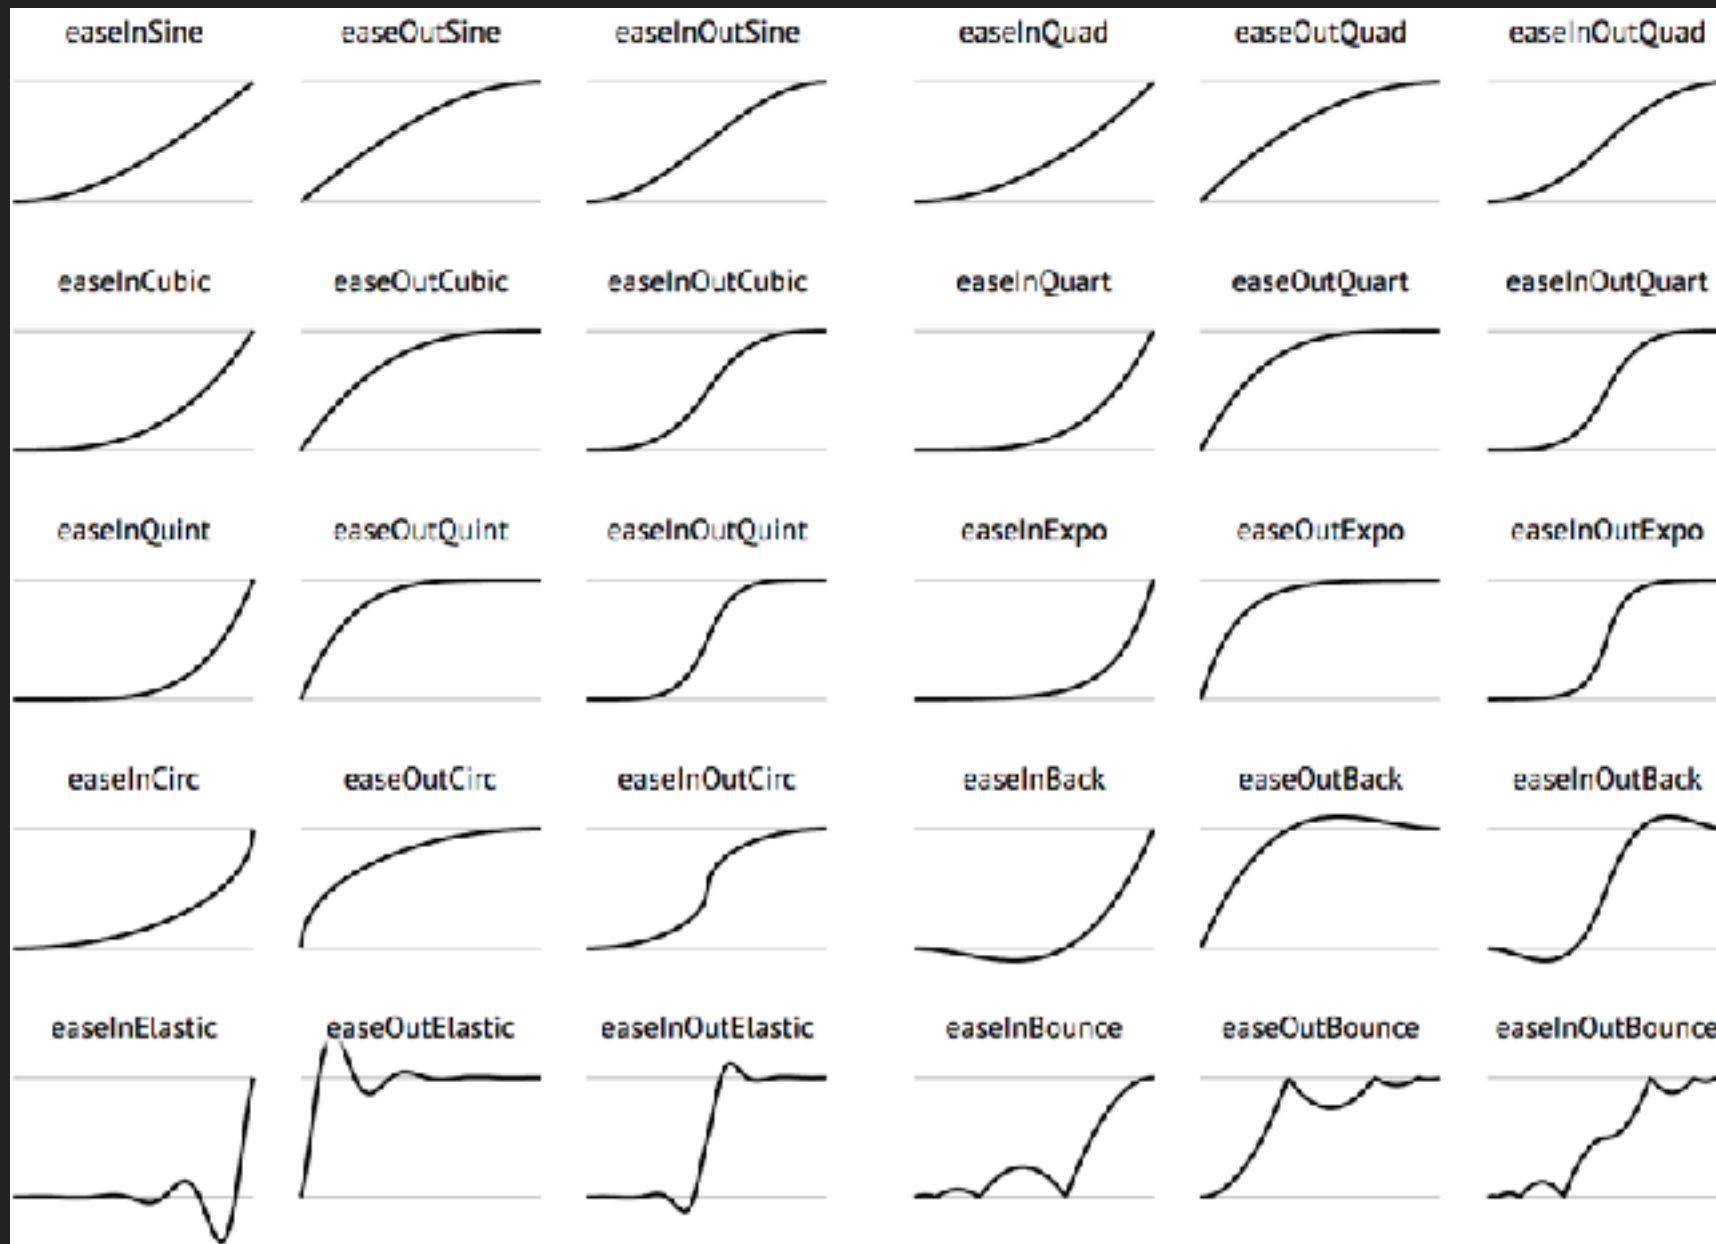 easeInSine easeOutSine easeInOutSine easeInQuad easeOutQuad easeInOutQuad
easeInCubic easeOutCubic easeInOutCubic easeInQuart easeOutQuart easeInOutQuart
easeInQuint easeOutQuint easeInOutQuint easeInExpo easeOutExpo easeInOutExpo
easeInCirc easeOutCirc easeInOutCirc easeInBack easeOutBack easeInOutBack
easeInElastic easeOutElastic easeInOutElastic easeInBounce easeOutBounce easeInOutBounce